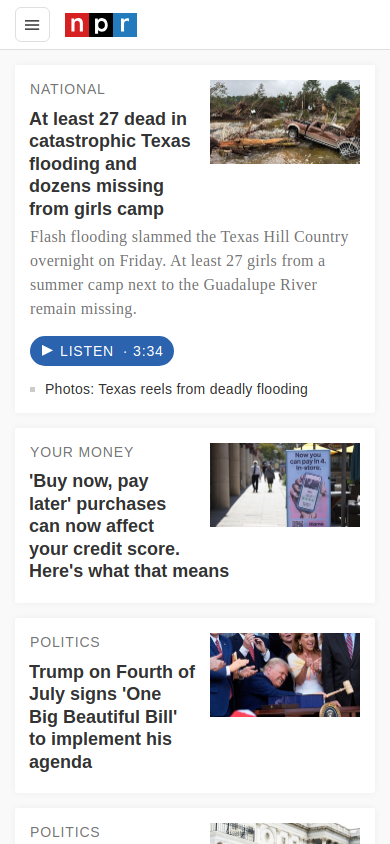 npr
NATIONAL
At least 27 dead in
catastrophic Texas
flooding and
dozens missing
from girls camp
Flash flooding slammed the Texas Hill Country
overnight on Friday. At least 27 girls from a
summer camp next to the Guadalupe River
remain missing.
LISTEN · 3:34
Photos: Texas reels from deadly flooding
YOUR MONEY
'Buy now, pay
later' purchases
can now affect
your credit score.
Here's what that means
Now you
can pay in 4.
In-store.
POLITICS
Trump on Fourth of
July signs 'One
Big Beautiful Bill'
to implement his
agenda
POLITICS